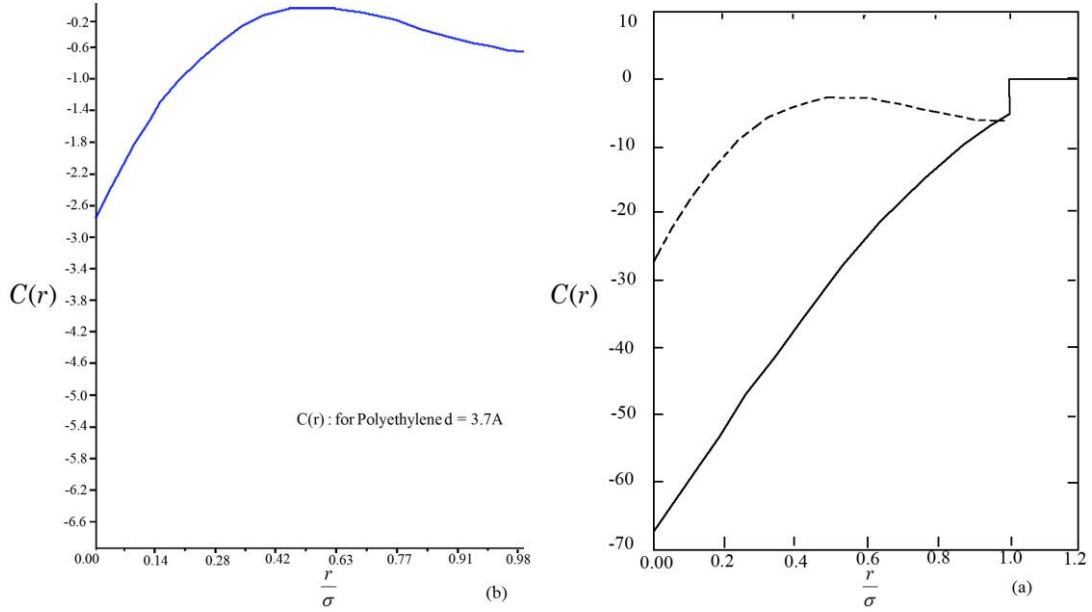 -0.2
-0.6
-1.0
-1.4
-1.8
-2.2
-2.6
-3.0
-3.4
-3.8
-4.2
-4.6
-5.0
-5.4
-5.8
-6.2
-6.6
C(r)
C(r) : for Polyethylene d = 3.7A
0.00 0.14 0.28 0.42 0.56 0.63 0.77 0.91 0.98
r
σ
(b)
10
0
-10
-20
-30
-40
-50
-60
-70
C(r)
0.00 0.2 0.4 0.6 0.8 1.0 1.2
r
σ
(a)